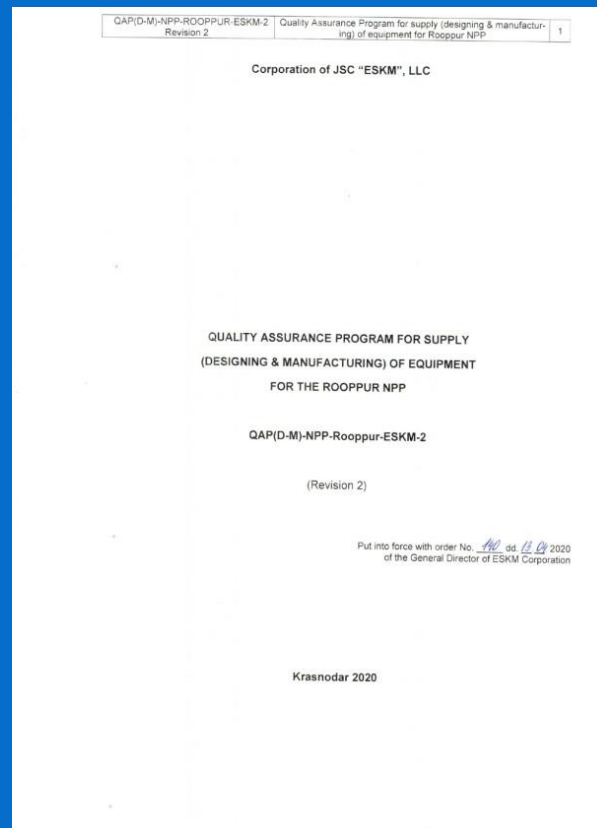 QAP(D-M)-NPP-ROOPPUR-ESKM-2
Revision 2
Quality Assurance Program for supply (designing & manufactur-
ing) of equipment for Rooppur NPP
1
Corporation of JSC "ESKM", LLC
QUALITY ASSURANCE PROGRAM FOR SUPPLY
(DESIGNING & MANUFACTURING) OF EQUIPMENT
FOR THE ROOPPUR NPP
QAP(D-M)-NPP-Rooppur-ESKM-2
(Revision 2)
Put into force with order No. 140 dd. 13 04 2020
of the General Director of ESKM Corporation
Krasnodar 2020